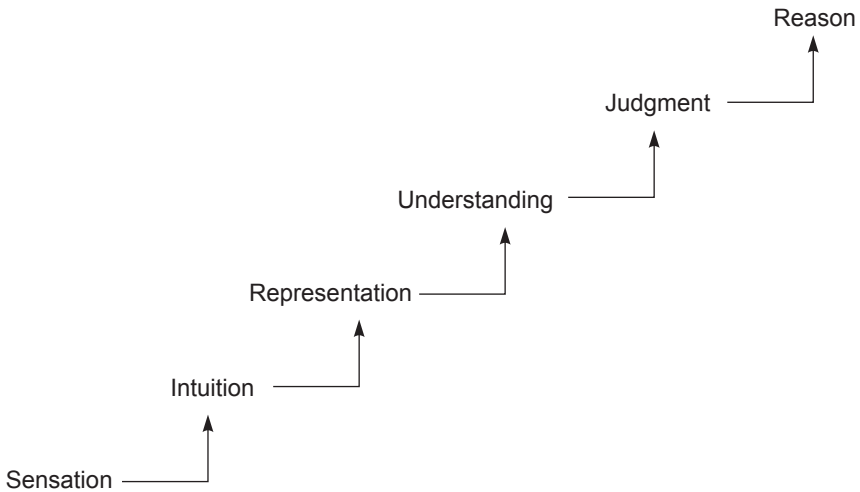 Reason
Judgment
Understanding
Representation
Intuition
Sensation